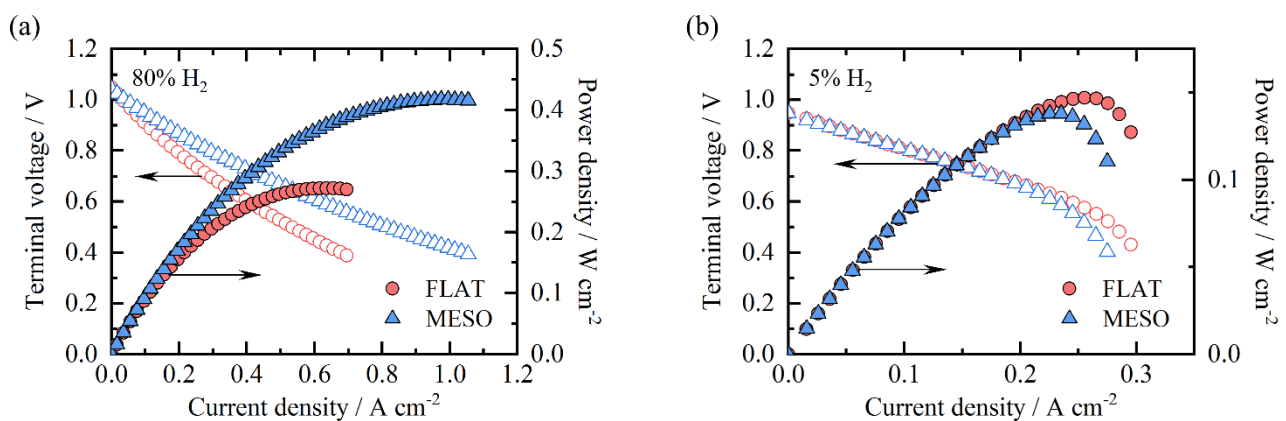 (a)
1.2
1.0
0.8
0.6
0.4
0.2
0.0
Terminal voltage / V
80% H₂
FLAT
MESO
0.5
0.4
0.3
0.2
0.1
0.0
Power density / W cm⁻²
0.0 0.2 0.4 0.6 0.8 1.0 1.2
Current density / A cm⁻²
(b)
1.2
1.0
0.8
0.6
0.4
0.2
0.0
Terminal voltage / V
5% H₂
FLAT
MESO
0.1
0.0
Power density / W cm⁻²
0.0 0.1 0.2 0.3
Current density / A cm⁻²